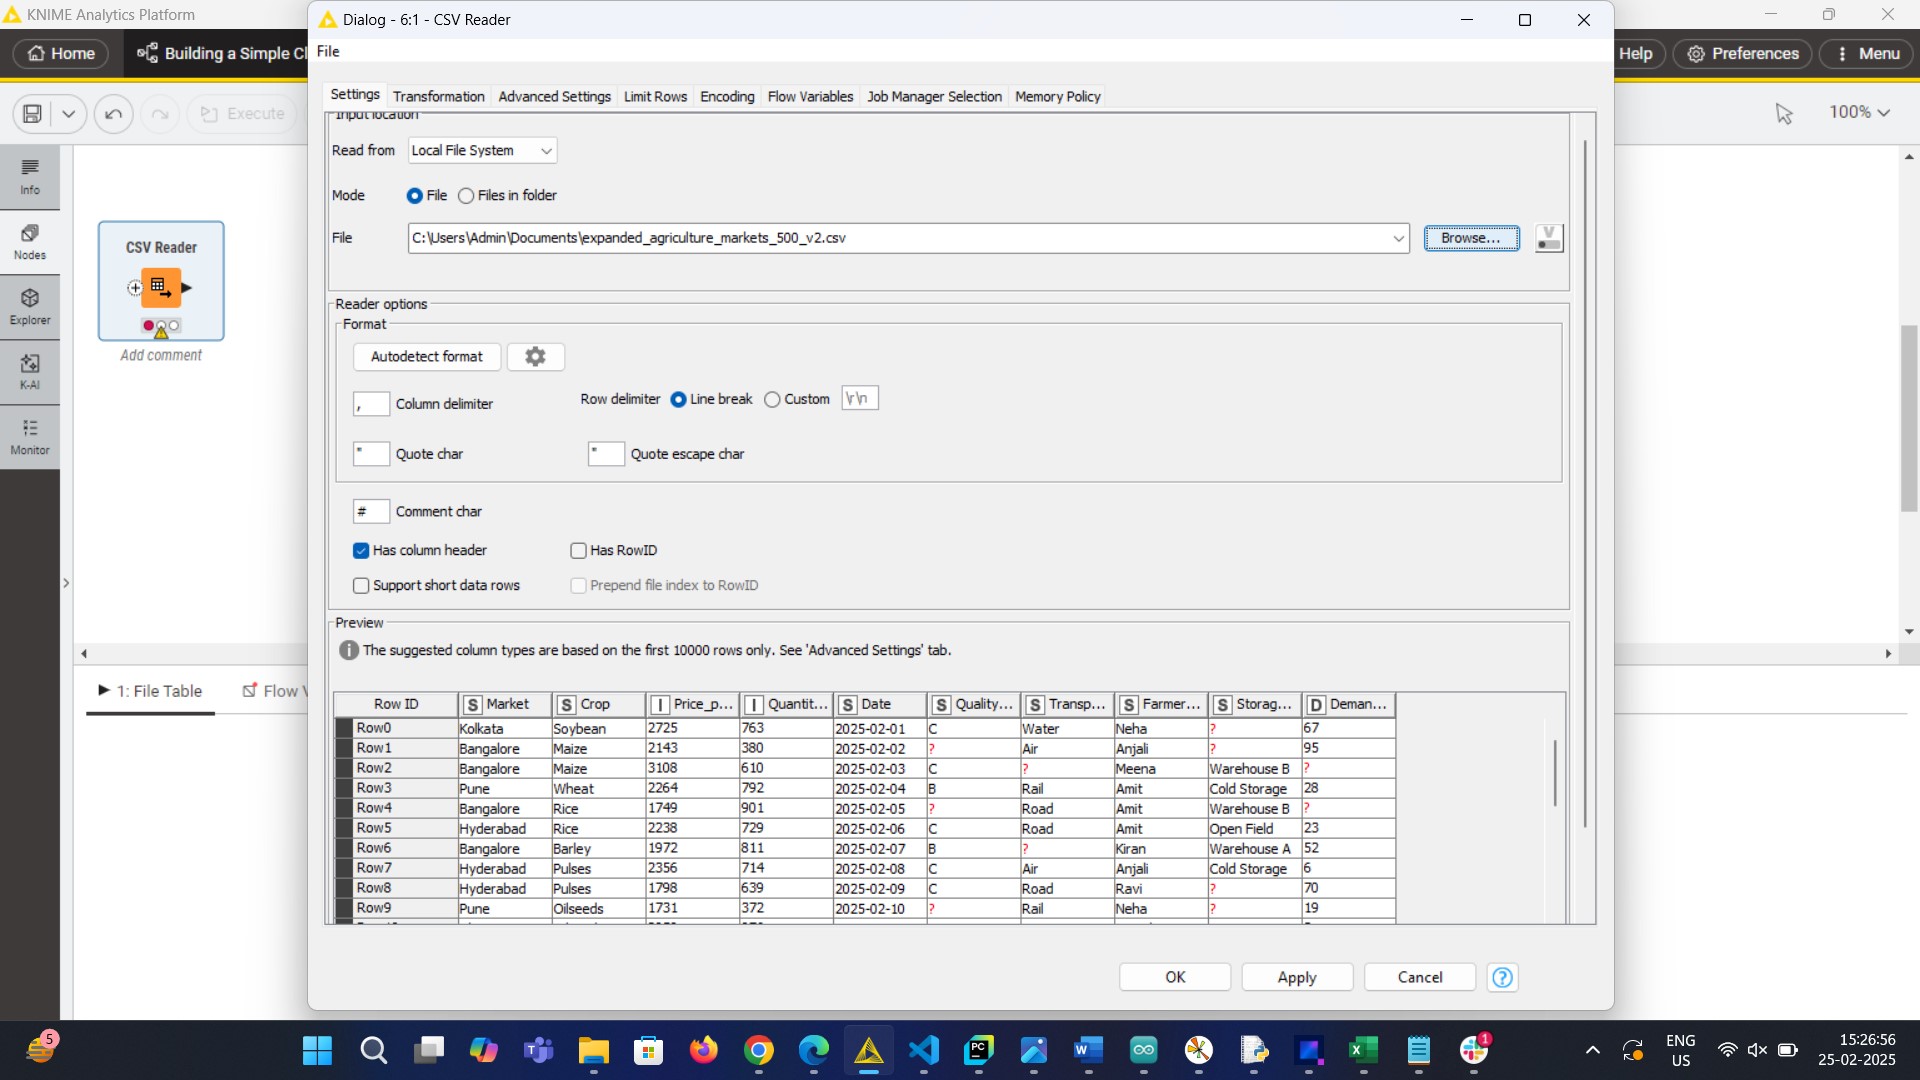 KNIME Analytics Platform
Dialog - 6:1 - CSV Reader
Home
Building a Simple Cl
Help
Preferences
Menu
File
Execute
100%
Settings
Transformation
Advanced Settings
Limit Rows
Encoding
Flow Variables
Job Manager Selection
Memory Policy
Input location
Read from
Local File System
Mode
File
Files in folder
File
C:\Users\Admin\Documents\expanded_agriculture_markets_500_v2.csv
Browse...
V
Info
Nodes
Explorer
K-AI
Monitor
CSV Reader
Add comment
Reader options
Format
Autodetect format
, Column delimiter
Row delimiter
Line break
Custom
\r\n
" Quote char
" Quote escape char
# Comment char
Has column header
Has RowID
Support short data rows
Prepend file index to RowID
Preview
The suggested column types are based on the first 10000 rows only. See 'Advanced Settings' tab.
1: File Table
Flow V
Row ID S Market S Crop I Price_p... I Quantit... S Date S Quality... S Transp... S Farmer... S Storag... D Deman...
Row0 Kolkata Soybean 2725 763 2025-02-01 C Water Neha ? 67
Row1 Bangalore Maize 2143 380 2025-02-02 ? Air Anjali ? 95
Row2 Bangalore Maize 3108 610 2025-02-03 C ? Meena Warehouse B ?
Row3 Pune Wheat 2264 792 2025-02-04 B Rail Amit Cold Storage 28
Row4 Bangalore Rice 1749 901 2025-02-05 ? Road Amit Warehouse B ?
Row5 Hyderabad Rice 2238 729 2025-02-06 C Road Amit Open Field 23
Row6 Bangalore Barley 1972 811 2025-02-07 B ? Kiran Warehouse A 52
Row7 Hyderabad Pulses 2356 714 2025-02-08 C Air Anjali Cold Storage 6
Row8 Hyderabad Pulses 1798 639 2025-02-09 C Road Ravi ? 70
Row9 Pune Oilseeds 1731 372 2025-02-10 ? Rail Neha ? 19
OK
Apply
Cancel
?
5
T
PC
W
X
1
ENG
US
15:26:56
25-02-2025